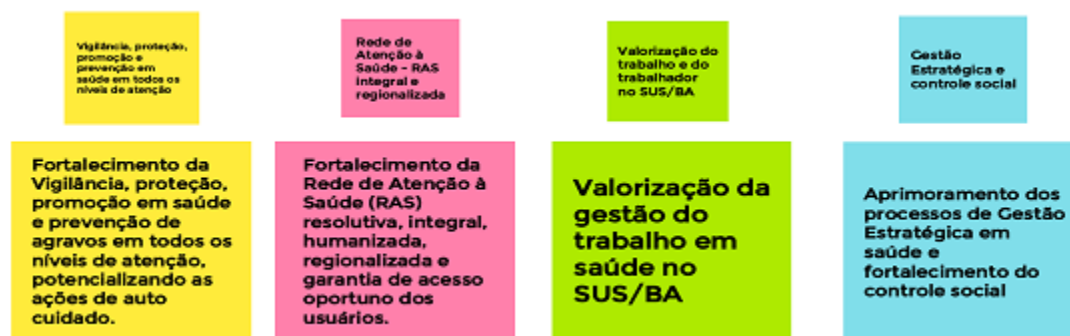 Vigilância, proteção,
promoção e
prevenção em
saúde em todos os
níveis de atenção
Rede de
Atenção à
Saúde - RAS
integral e
regionalizada
Valorização do
trabalho e do
trabalhador
no SUS/BA
Gestão
Estratégica e
controle social
Fortalecimento da
Vigilância, proteção,
promoção em saúde
e prevenção de
agravos em todos os
níveis de atenção,
potencializando as
ações de auto
cuidado.
Fortalecimento da
Rede de Atenção à
Saúde (RAS)
resolutiva, integral,
humanizada,
regionalizada e
garantia de acesso
oportuno dos
usuários.
Valorização da
gestão do
trabalho em
saúde no
SUS/BA
Aprimoramento dos
processos de Gestão
Estratégica em
saúde e
fortalecimento do
controle social